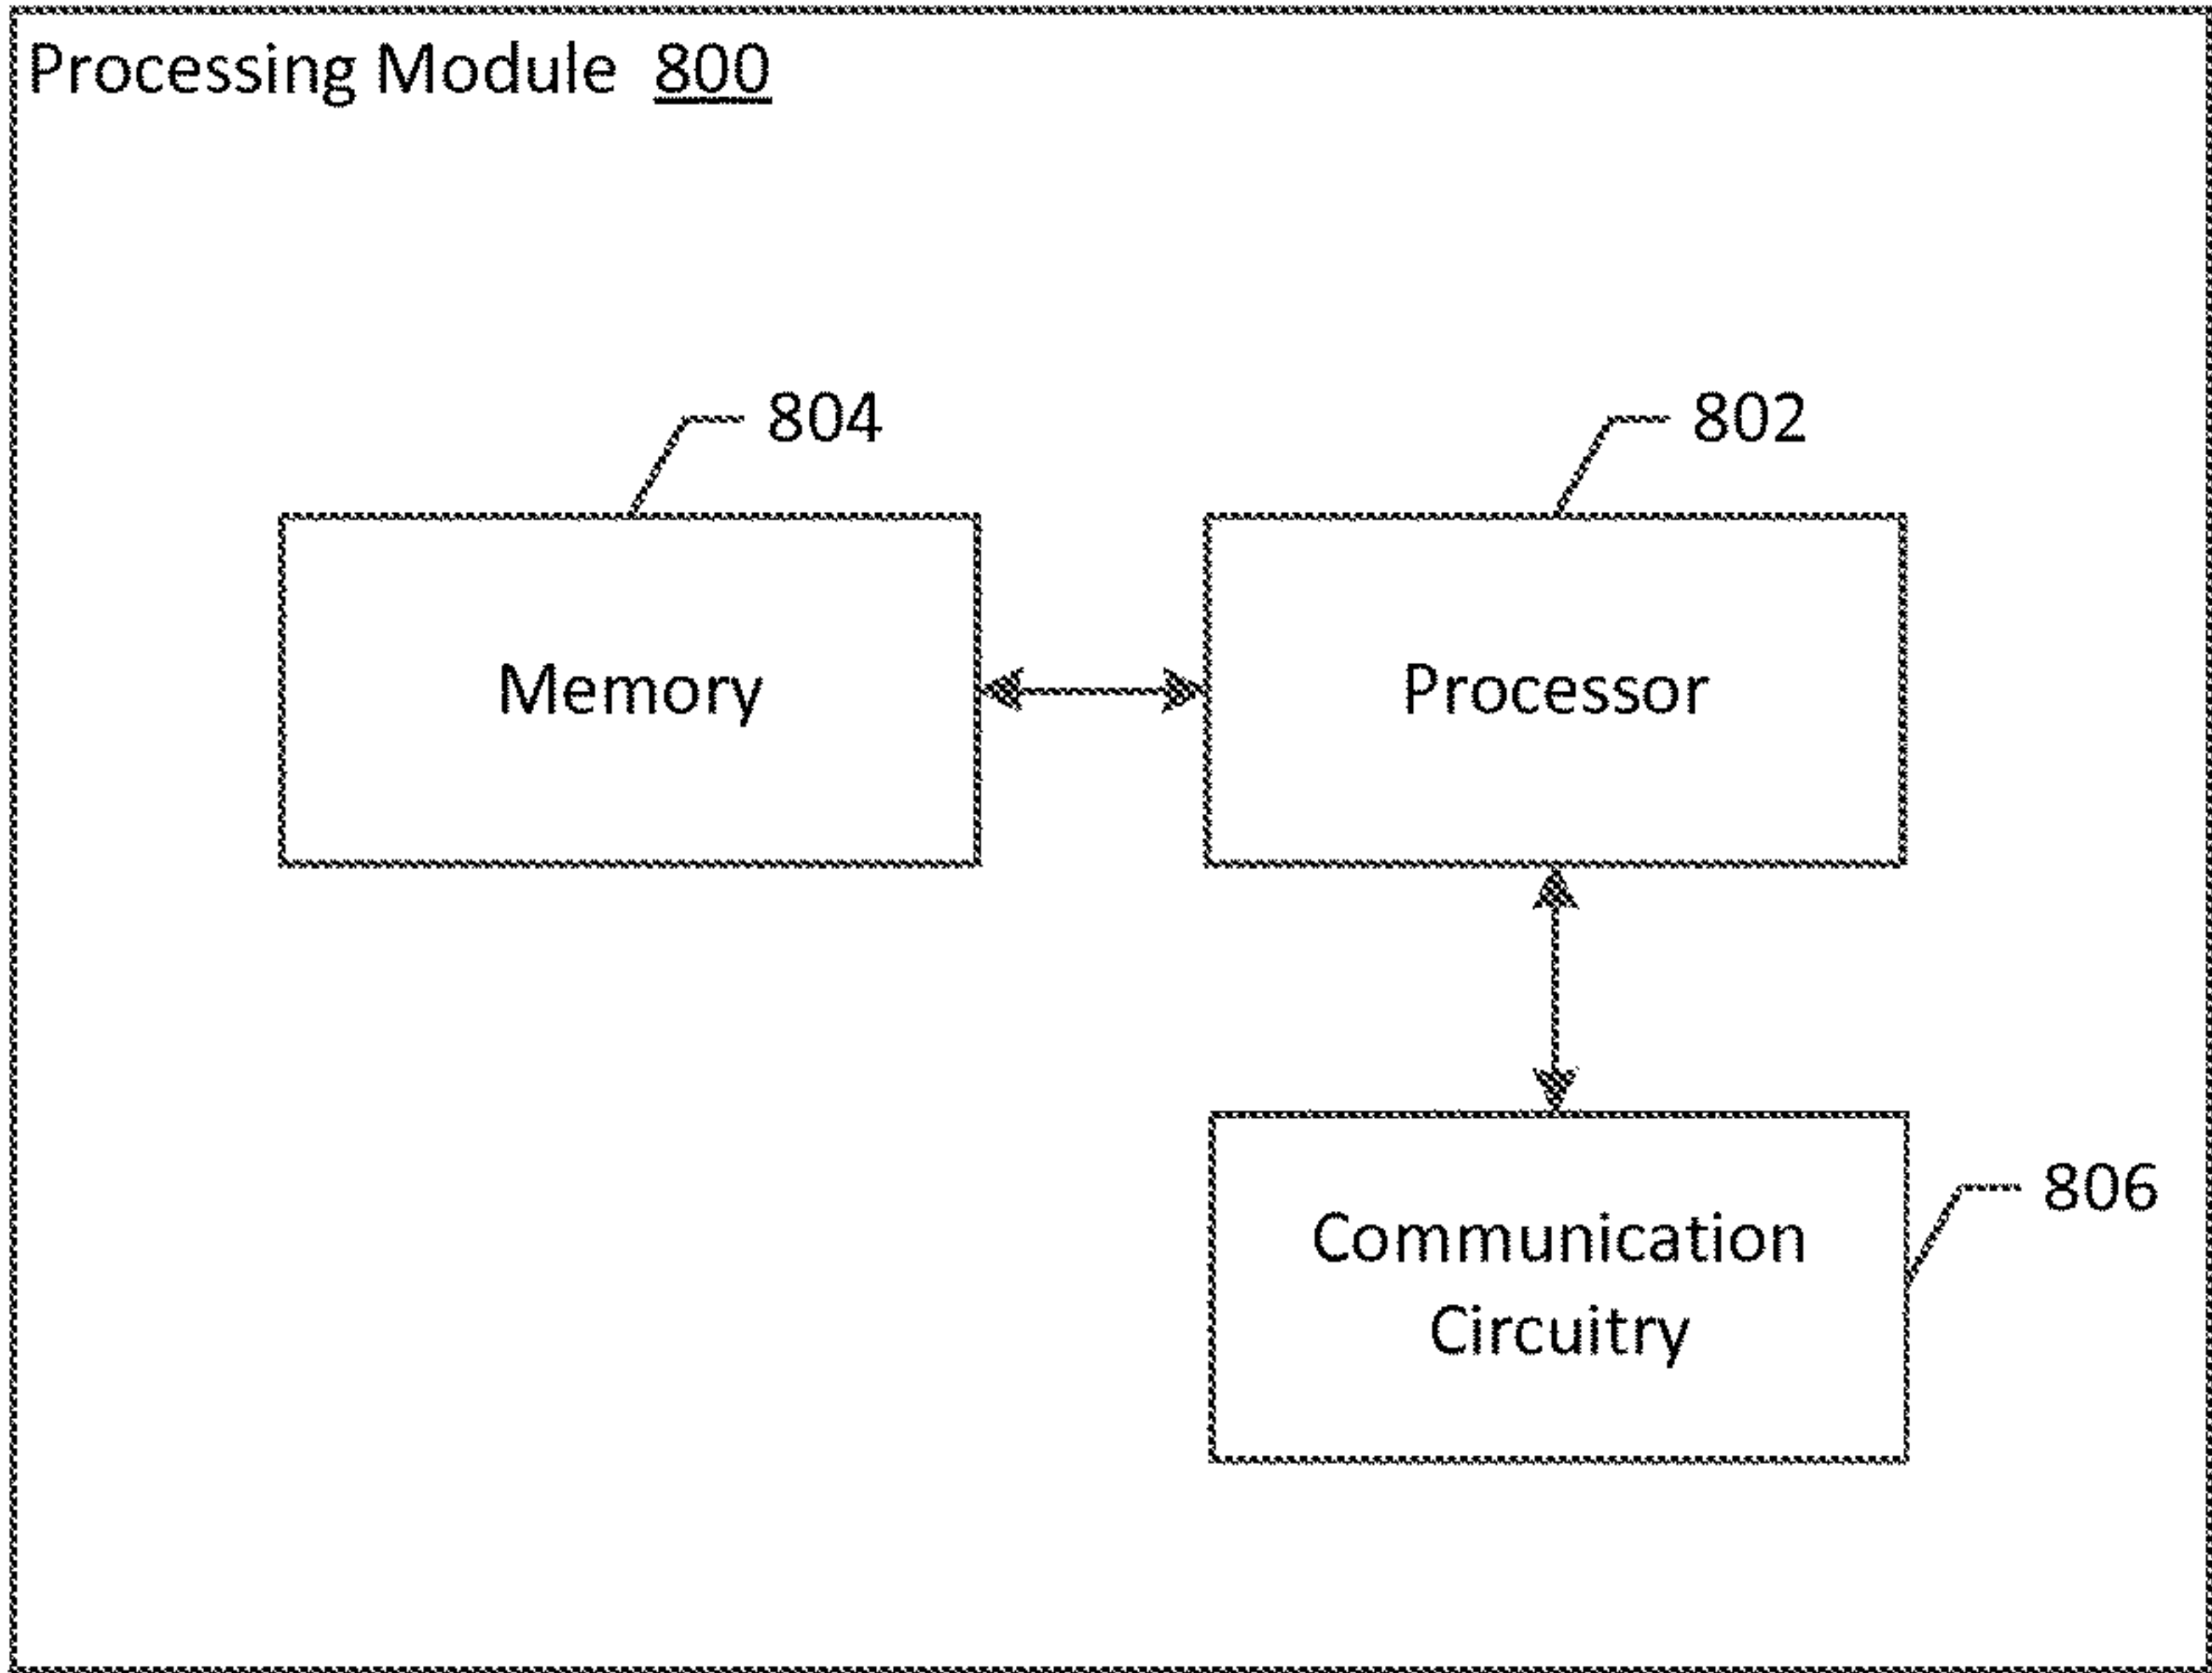 Processing Module 800
804
802
Memory
Processor
806
Communication
Circuitry